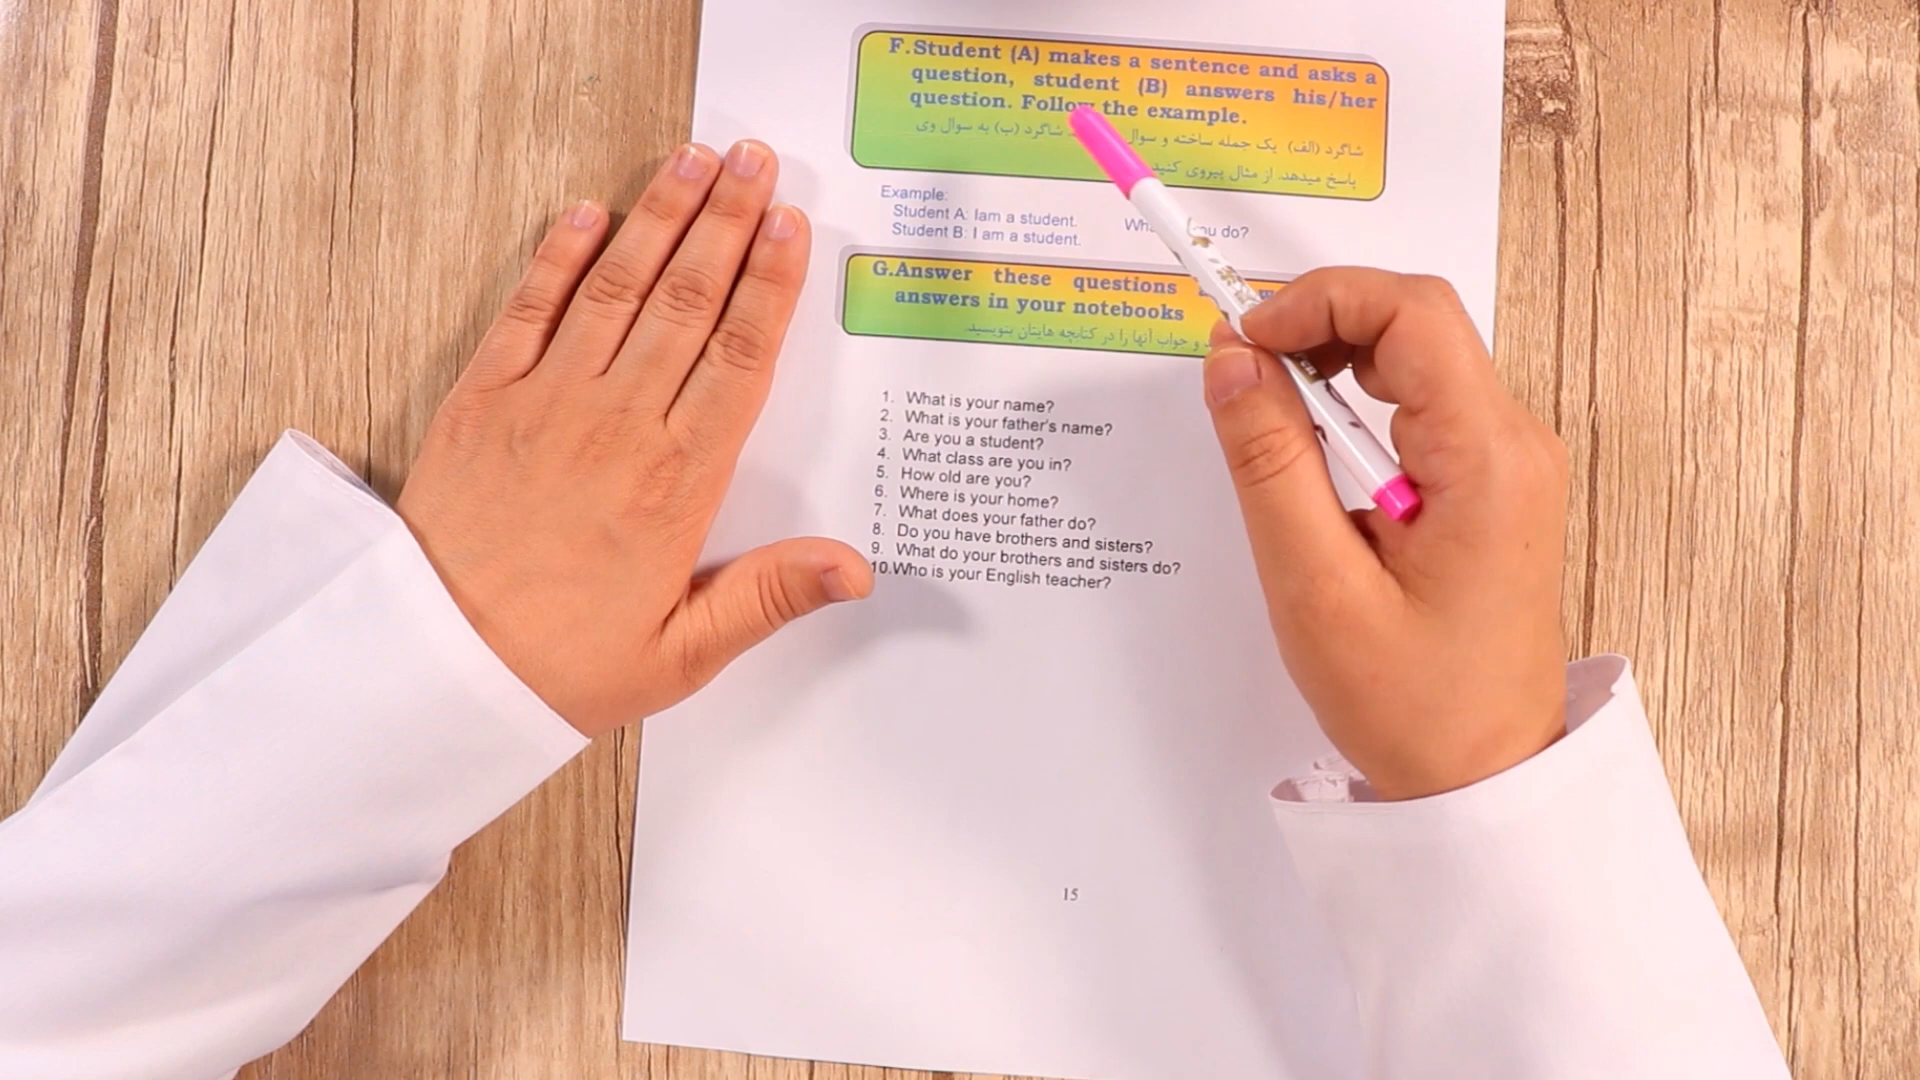 F.Student (A) makes a sentence and asks a
question, student (B) answers his/her
question. Follow the example.
شاگرد (الف) یک جمله ساخته و سوال شاگرد (ب) به سوال وی
پاسخ میدهد. از مثال پیروی کنید
Example:
Student A: Iam a student. do?
Student B: I am a student.
G.Answer these questions
answers in your notebooks
و جواب آنها را در کتابچه هایتان بنویسید.
1. What is your name?
2. What is your father's name?
3. Are you a student?
4. What class are you in?
5. How old are you?
6. Where is your home?
7. What does your father do?
8. Do you have brothers and sisters?
9. What do your brothers and sisters do?
10.Who is your English teacher?
15